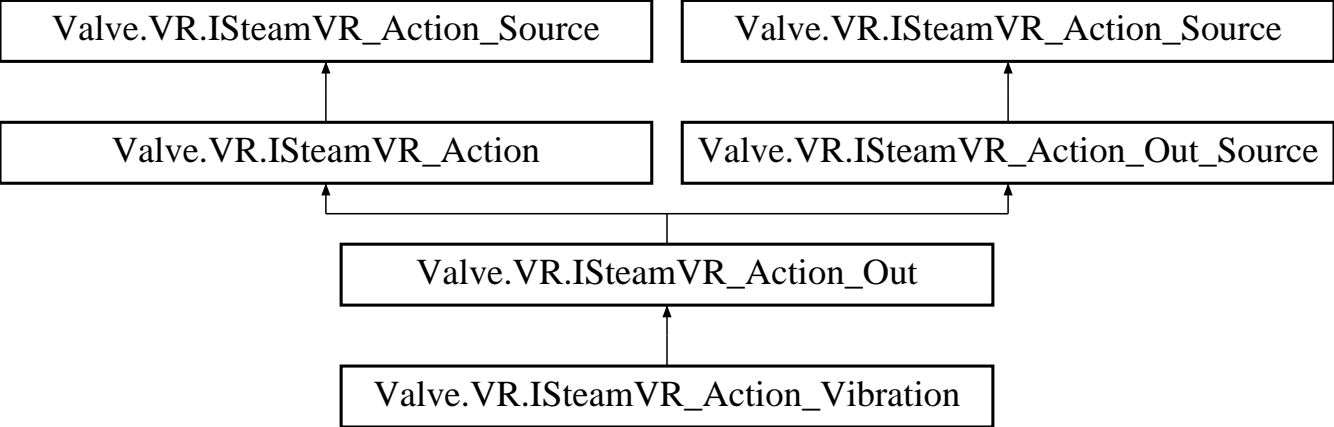 Valve.VR.ISteamVR_Action_Source
Valve.VR.ISteamVR_Action_Source
Valve.VR.ISteamVR_Action
Valve.VR.ISteamVR_Action_Out_Source
Valve.VR.ISteamVR_Action_Out
Valve.VR.ISteamVR_Action_Vibration